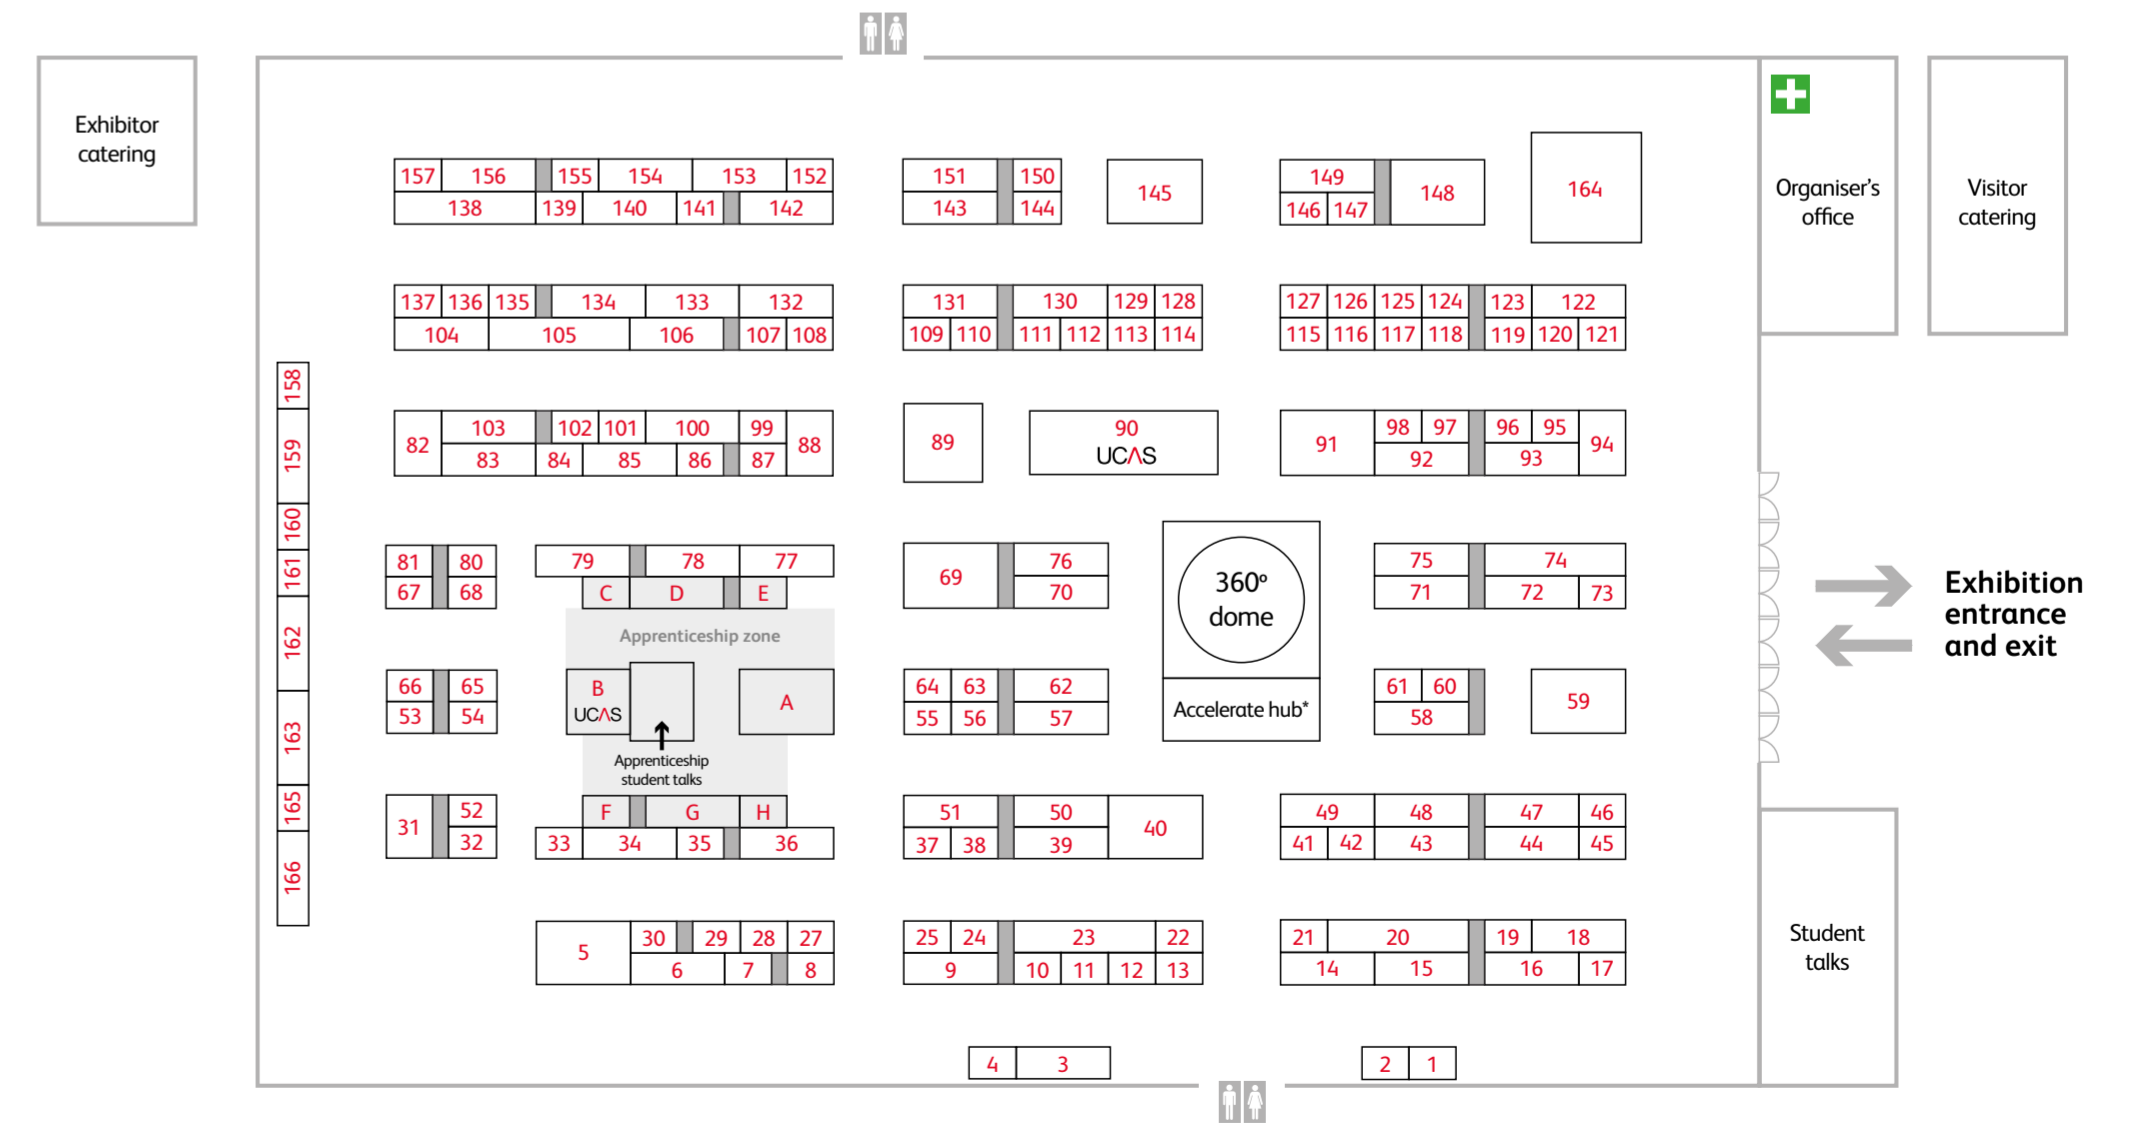 Exhibitor
catering
Organiser's
office
Visitor
catering
157 156 155 154 153 152
138 139 140 141 142
151 150
143 144
145
149
146 147
148
164
137 136 135 134 133 132
104 105 106 107 108
131 130 129 128
109 110 111 112 113 114
127 126 125 124 123 122
115 116 117 118 119 120 121
158
159
160
161
162
163
165
166
82
103 102 101 100 99
83 84 85 86 87
88
89
90
UCAS
91
98 97 96 95
92 93
94
81 80
67 68
79 78 77
C D E
Apprenticeship zone
69
76
70
360º
dome
75 74
71 72 73
Exhibition
entrance
and exit
66 65
53 54
B
UCAS
A
Apprenticeship
student talks
64 63 62
55 56 57
Accelerate hub*
61 60
58
59
31
52
32
F G H
33 34 35 36
51 50
37 38 39
40
49 48 47 46
41 42 43 44 45
5
30 29 28 27
6 7 8
25 24 23 22
9 10 11 12 13
21 20 19 18
14 15 16 17
Student
talks
4 3
2 1